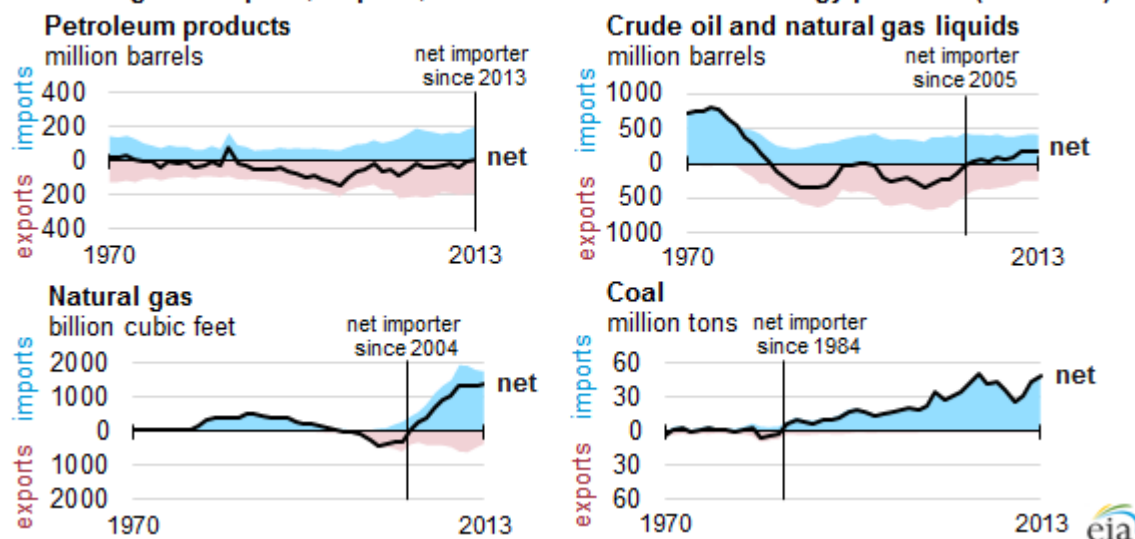 Petroleum products
million barrels
net importer
since 2013
400
200
0
200
400
imports
exports
net
1970
2013
Crude oil and natural gas liquids
million barrels
net importer
since 2005
1000
500
0
500
1000
imports
exports
net
1970
2013
Natural gas
billion cubic feet
net importer
since 2004
2000
1000
0
1000
2000
imports
exports
net
1970
2013
Coal
million tons
net importer
since 1984
60
30
0
30
60
imports
exports
net
1970
2013
eia